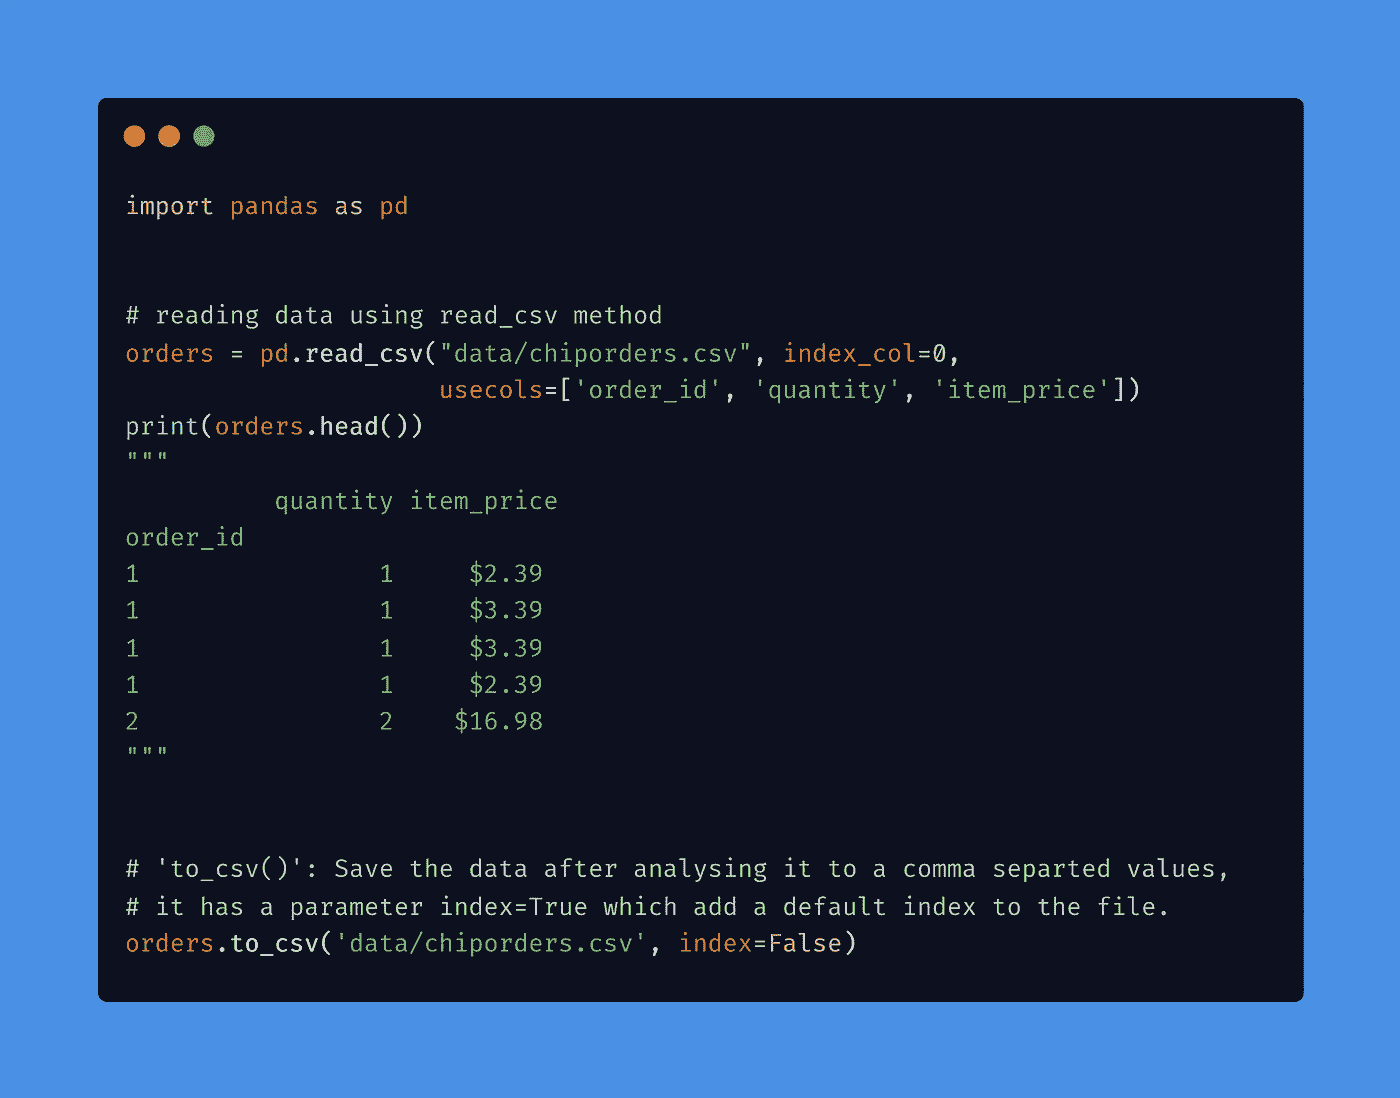 import pandas as pd
# reading data using read_csv method
orders = pd.read_csv("data/chiporders.csv", index_col=0,
                     usecols=['order_id', 'quantity', 'item_price'])
print(orders.head())
"""
          quantity item_price
order_id
1                1     $2.39
1                1     $3.39
1                1     $3.39
1                1     $2.39
2                2    $16.98
"""
# 'to_csv()': Save the data after analysing it to a comma separted values,
# it has a parameter index=True which add a default index to the file.
orders.to_csv('data/chiporders.csv', index=False)